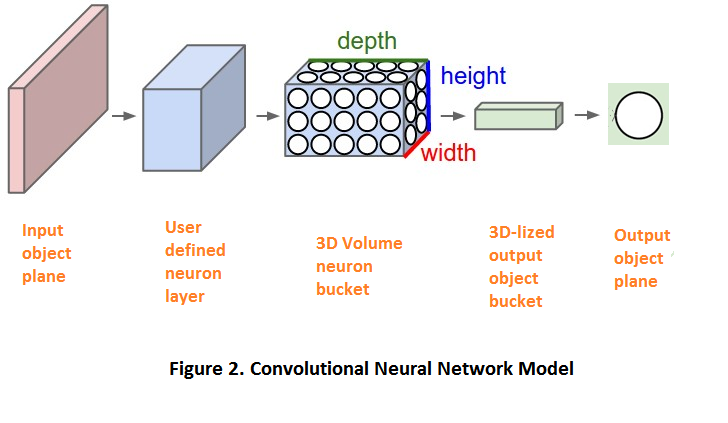 depth
height
width
Input
object
plane
User
defined
neuron
layer
3D Volume
neuron
bucket
3D-lized
output
object
bucket
Output
object
plane
Figure 2. Convolutional Neural Network Model